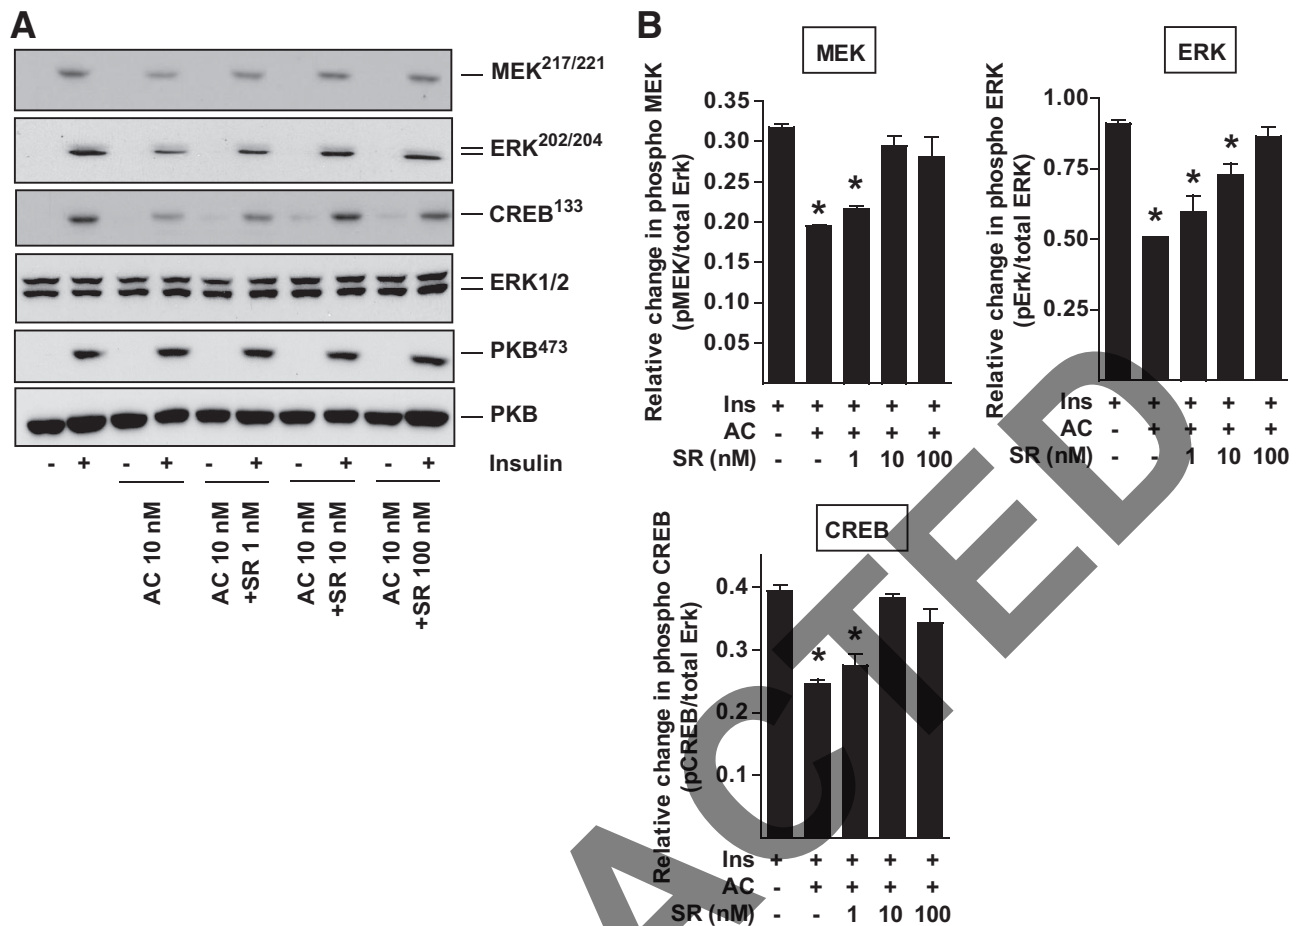 A
MEK217/221
ERK202/204
CREB133
ERK1/2
PKB473
PKB
- + - + - + - + - + Insulin
AC 10 nM
AC 10 nM
+SR 1 nM
AC 10 nM
+SR 10 nM
AC 10 nM
+SR 100 nM
B
MEK
Relative change in phospho MEK
(pMEK/total Erk)
0.35
0.30
0.25
0.20
0.15
0.10
0.05
* *
Ins + + + + +
AC - + + + +
SR (nM) - - 1 10 100
ERK
Relative change in phospho ERK
(pErk/total ERK)
1.00
0.75
0.50
0.25
* * *
Ins + + + + +
AC - + + + +
SR (nM) - - 1 10 100
CREB
Relative change in phospho CREB
(pCREB/total Erk)
0.4
0.3
0.2
0.1
* *
Ins + + + + +
AC - + + + +
SR (nM) - - 1 10 100
ACTED